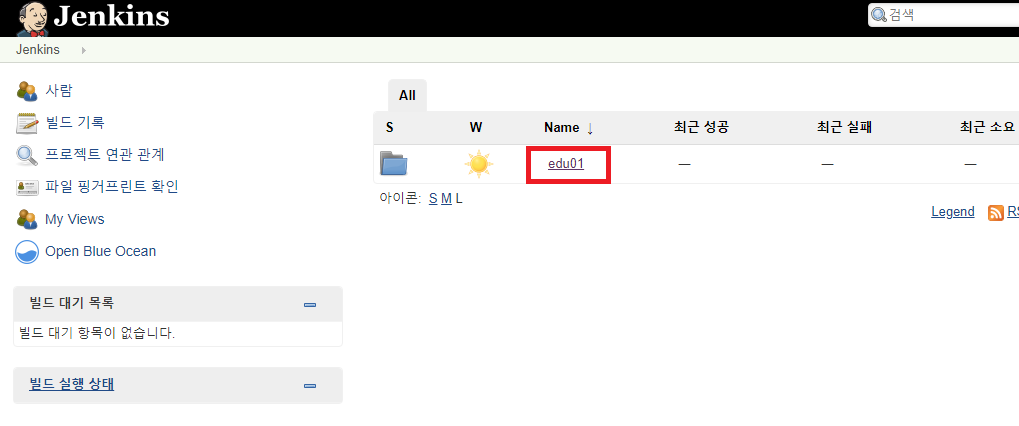 Jenkins
검색
Jenkins
사람
빌드 기록
프로젝트 연관 관계
파일 핑거프린트 확인
My Views
Open Blue Ocean
빌드 대기 목록
빌드 대기 항목이 없습니다.
빌드 실행 상태
All
S W Name ↓ 최근 성공 최근 실패 최근 소요
edu01 — — —
아이콘: S M L
Legend RS